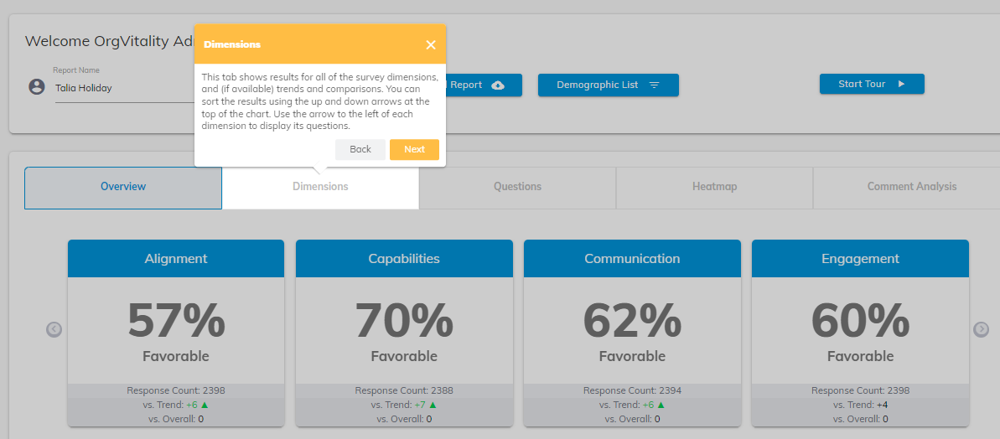 Welcome OrgVitality
Dimensions
Report Name
Talia Holiday
This tab shows results for all of the survey dimensions,
and (if available) trends and comparisons. You can
sort the results using the up and down arrows at the
top of the chart. Use the arrow to the left of each
dimension to display its questions.
Back Next
Report
Demographic List
Start Tour
Overview Dimensions Questions Heatmap Comment Analysis
Alignment
57%
Favorable
Response Count: 2398
vs. Trend: +6 ▲
vs. Overall: 0
Capabilities
70%
Favorable
Response Count: 2388
vs. Trend: +7 ▲
vs. Overall: 0
Communication
62%
Favorable
Response Count: 2394
vs. Trend: +6 ▲
vs. Overall: 0
Engagement
60%
Favorable
Response Count: 2398
vs. Trend: +4
vs. Overall: 0